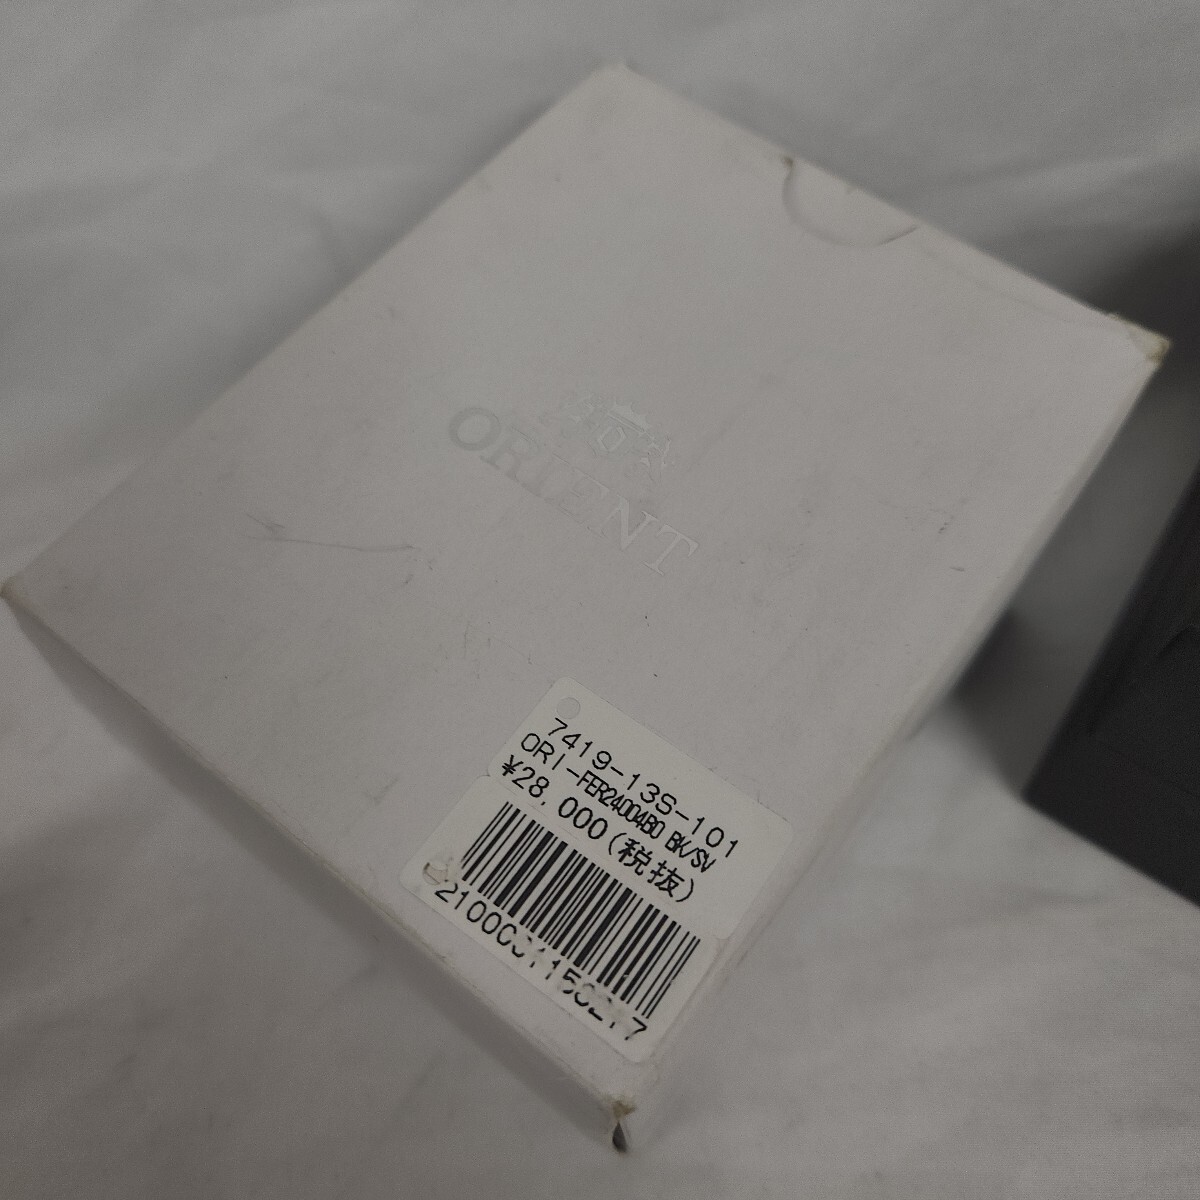 ORIENT
7419-13S-101
ORI-FER24004B0 BK/SV
¥28,000(税抜)